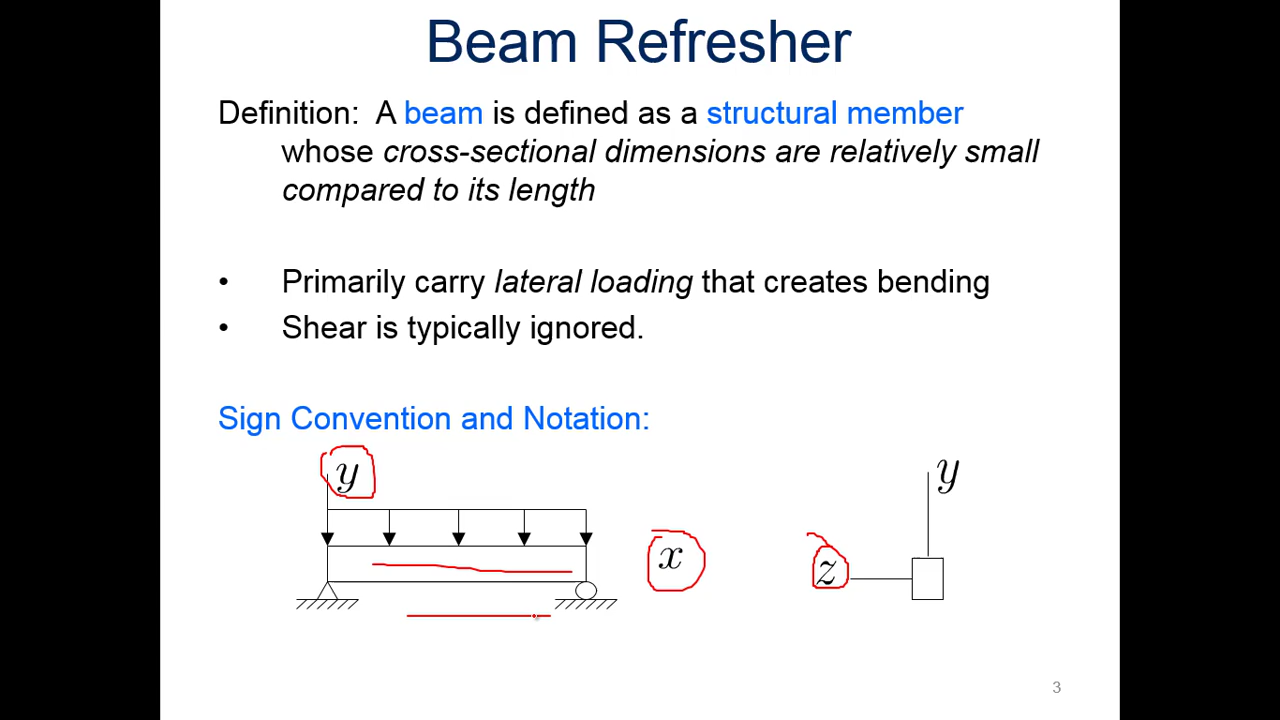 Beam Refresher
Definition: A beam is defined as a structural member
whose cross-sectional dimensions are relatively small
compared to its length
• Primarily carry lateral loading that creates bending
• Shear is typically ignored.
Sign Convention and Notation:
y
y
x
z
3